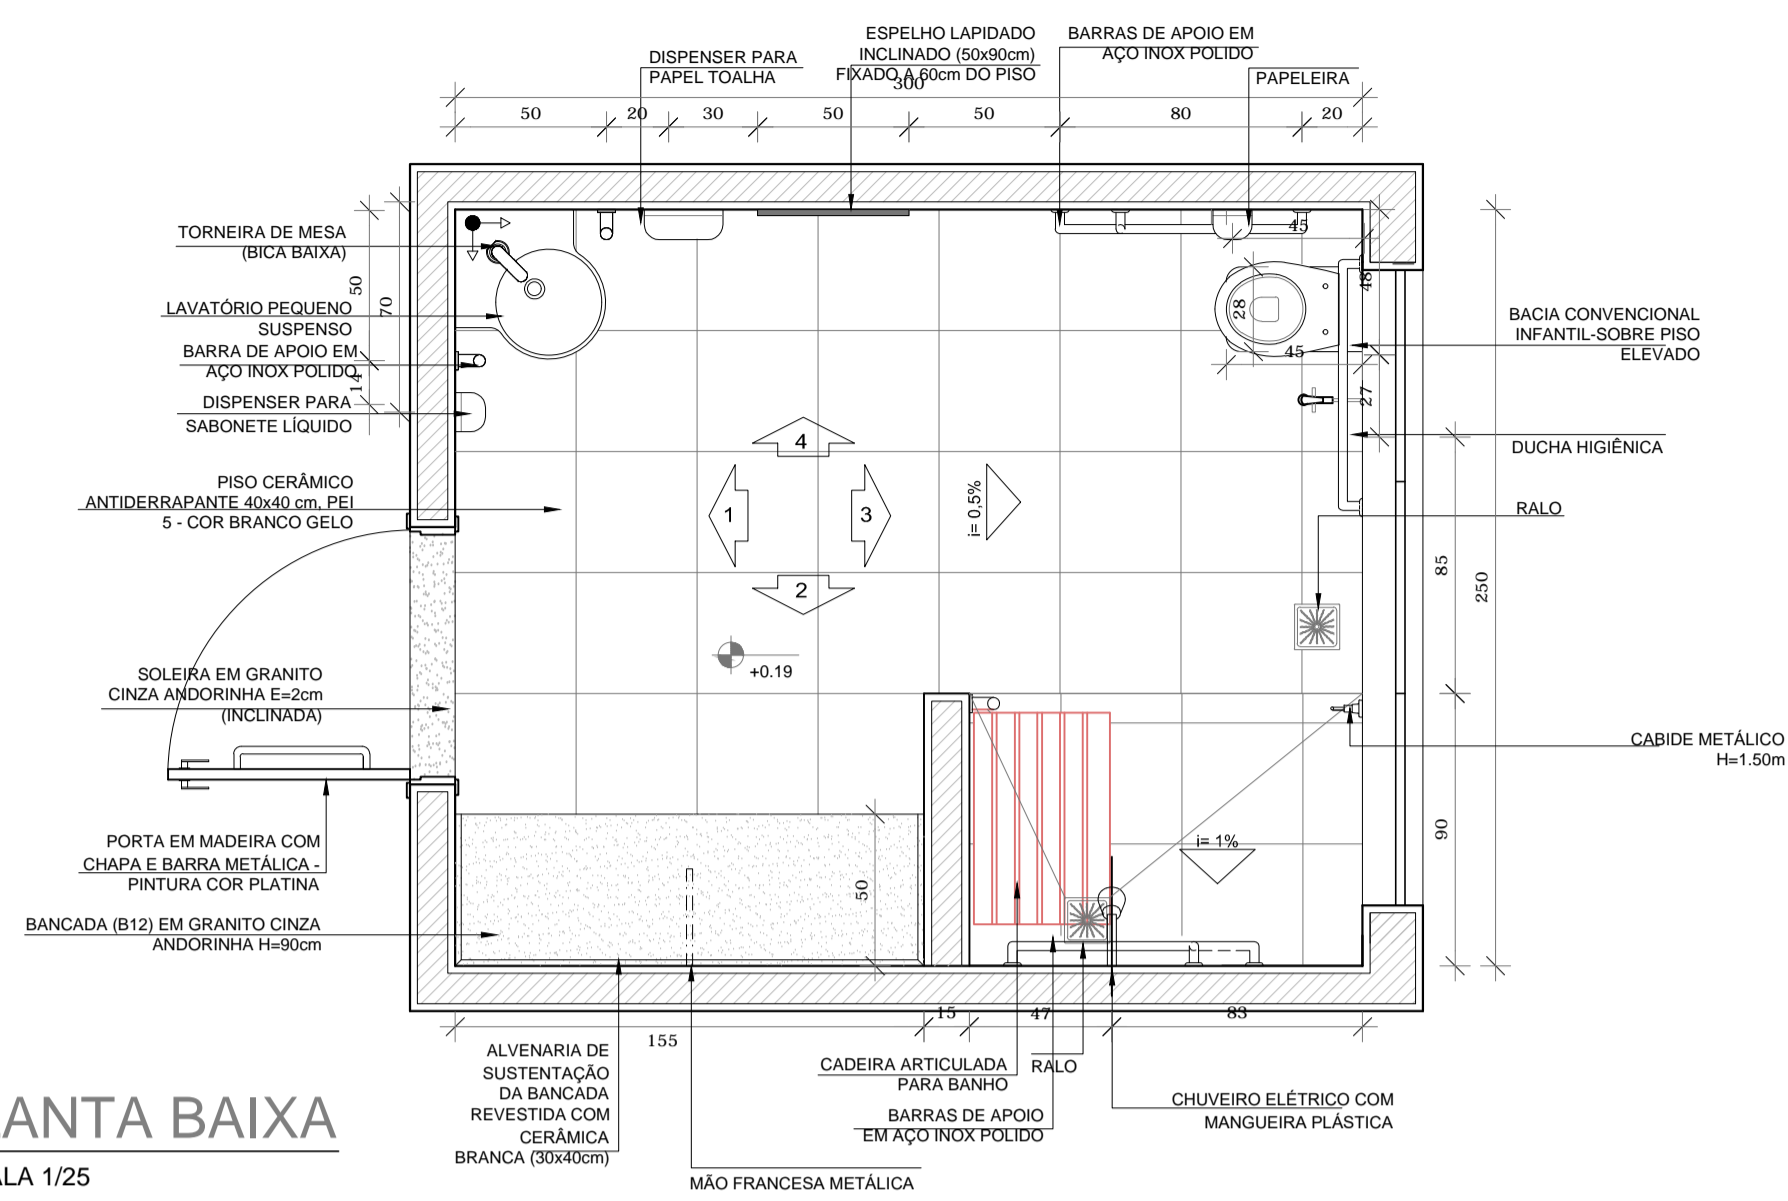 ESPELHO LAPIDADO
INCLINADO (50x90cm)
FIXADO A 60cm DO PISO
BARRAS DE APOIO EM
AÇO INOX POLIDO
DISPENSER PARA
PAPEL TOALHA
PAPELEIRA
300
50 20 30 50 50 80 20
TORNEIRA DE MESA
(BICA BAIXA)
LAVATÓRIO PEQUENO
SUSPENSO
BARRA DE APOIO EM
AÇO INOX POLIDO
DISPENSER PARA
SABONETE LÍQUIDO
50
70
14
45
48
28
45
27
BACIA CONVENCIONAL
INFANTIL-SOBRE PISO
ELEVADO
DUCHA HIGIÊNICA
PISO CERÂMICO
ANTIDERRAPANTE 40x40 cm, PEI
5 - COR BRANCO GELO
4
1
3
2
i= 0,5%
RALO
85
250
+0.19
SOLEIRA EM GRANITO
CINZA ANDORINHA E=2cm
(INCLINADA)
CABIDE METÁLICO
H=1.50m
PORTA EM MADEIRA COM
CHAPA E BARRA METÁLICA -
PINTURA COR PLATINA
BANCADA (B12) EM GRANITO CINZA
ANDORINHA H=90cm
50
i= 1%
90
155
15
47
83
ALVENARIA DE
SUSTENTAÇÃO
DA BANCADA
REVESTIDA COM
CERÂMICA
BRANCA (30x40cm)
CADEIRA ARTICULADA
PARA BANHO
RALO
BARRAS DE APOIO
EM AÇO INOX POLIDO
CHUVEIRO ELÉTRICO COM
MANGUEIRA PLÁSTICA
MÃO FRANCESA METÁLICA
LANTA BAIXA
ALA 1/25